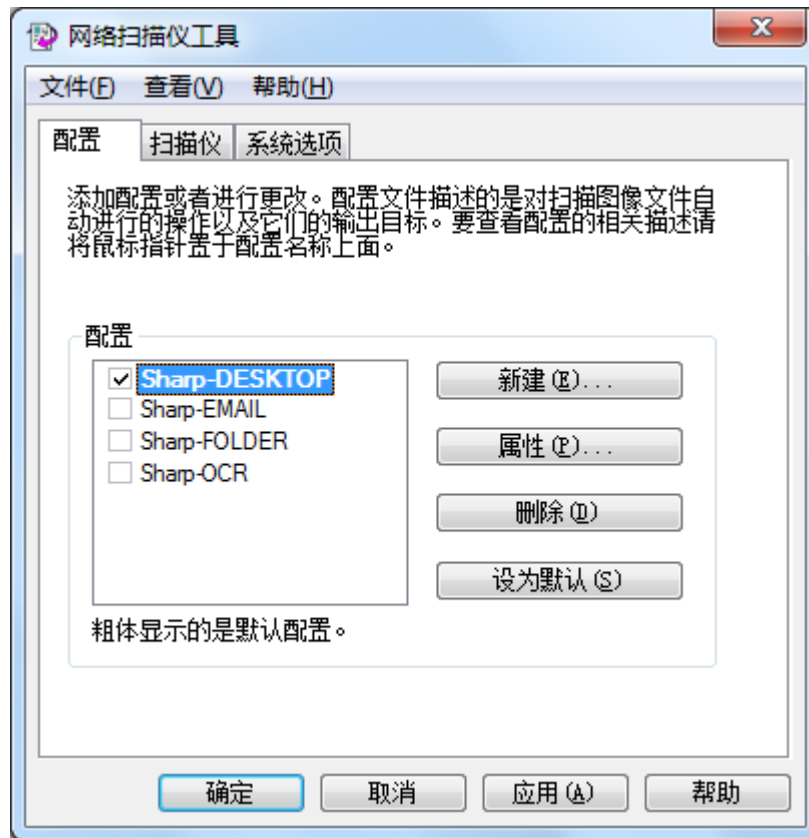 网络扫描仪工具
文件(F) 查看(V) 帮助(H)
配置 扫描仪 系统选项
添加配置或者进行更改。配置文件描述的是对扫描图像文件自
动进行的操作以及它们的输出目标。要查看配置的相关描述请
将鼠标指针置于配置名称上面。
配置
Sharp-DESKTOP
Sharp-EMAIL
Sharp-FOLDER
Sharp-OCR
新建(E)...
属性(P)...
删除(D)
设为默认(S)
粗体显示的是默认配置。
确定 取消 应用(A) 帮助